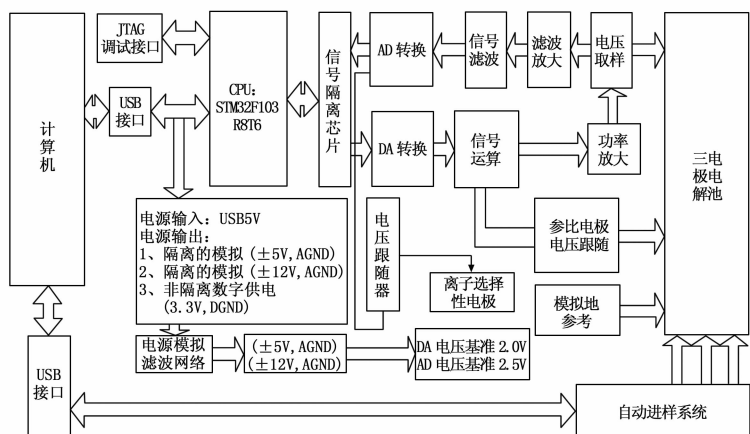 计算机
JTAG
调试接口
USB
接口
CPU:
STM32F103
R8T6
信号隔离芯片
AD 转换
信号
滤波
滤波
放大
电压
取样
DA 转换
信号
运算
功率
放大
三电
极电
解池
电源输入: USB5V
电源输出:
1、隔离的模拟(±5V, AGND)
2、隔离的模拟(±12V, AGND)
3、非隔离数字供电
(3.3V, DGND)
电压跟随器
离子选择
性电极
参比电极
电压跟随
模拟地
参考
电源模拟
滤波网络
(±5V, AGND)
(±12V, AGND)
DA 电压基准2.0V
AD 电压基准2.5V
USB
接口
自动进样系统